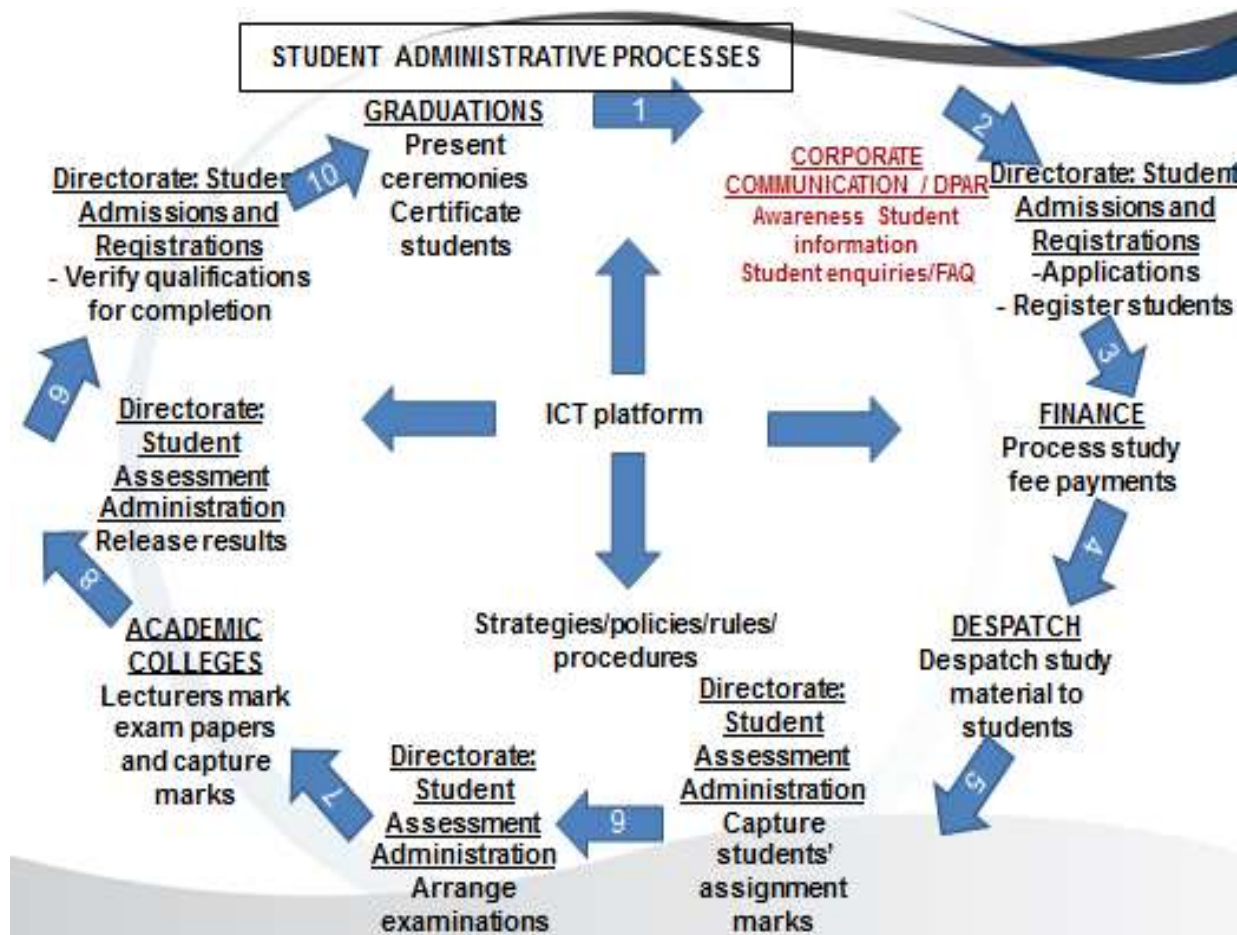 STUDENT ADMINISTRATIVE PROCESSES
1
CORPORATE
COMMUNICATION / DPAR
Awareness Student
information
Student enquiries/FAQ
2
Directorate: Student
Admissions and
Registrations
-Applications
- Register students
3
FINANCE
Process study
fee payments
4
DESPATCH
Despatch study
material to
students
5
Directorate:
Student
Assessment
Administration
Capture
students'
assignment
marks
6
Directorate:
Student
Assessment
Administration
Arrange
examinations
7
ACADEMIC
COLLEGES
Lecturers mark
exam papers
and capture
marks
8
Directorate:
Student
Assessment
Administration
Release results
9
Directorate: Studen
Admissions and
Registrations
- Verify qualifications
for completion
10
GRADUATIONS
Present
ceremonies
Certificate
students
ICT platform
Strategies/policies/rules/
procedures